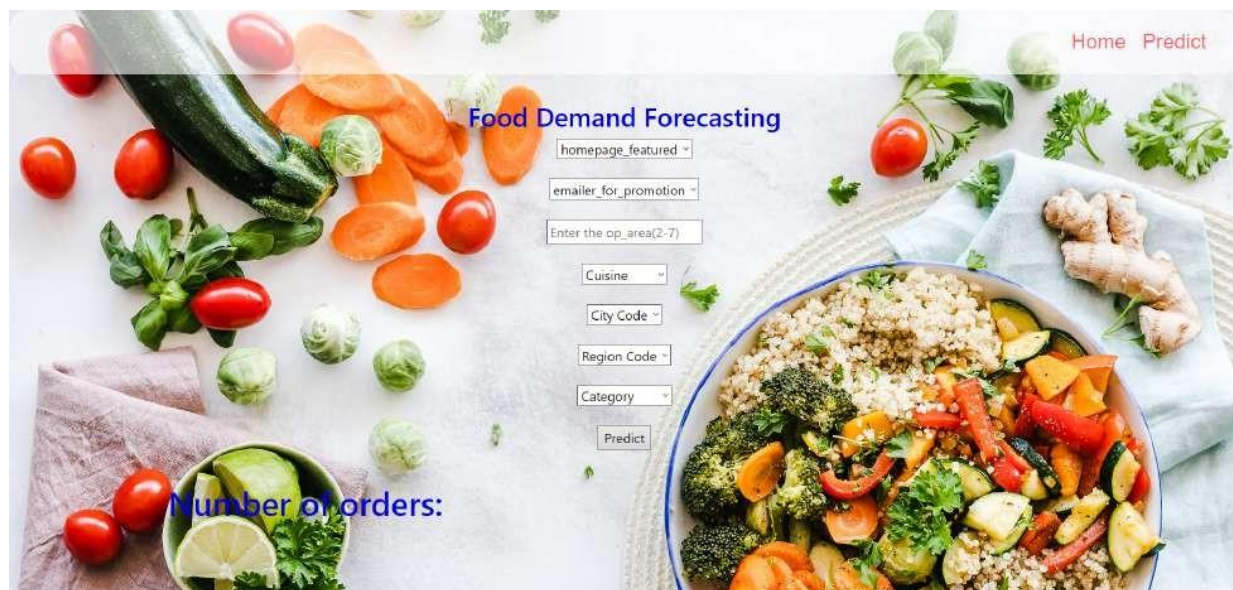 Home Predict
Food Demand Forecasting
homepage_featured
emailer_for_promotion
Enter the op_area(2-7)
Cuisine
City Code
Region Code
Category
Predict
Number of orders: